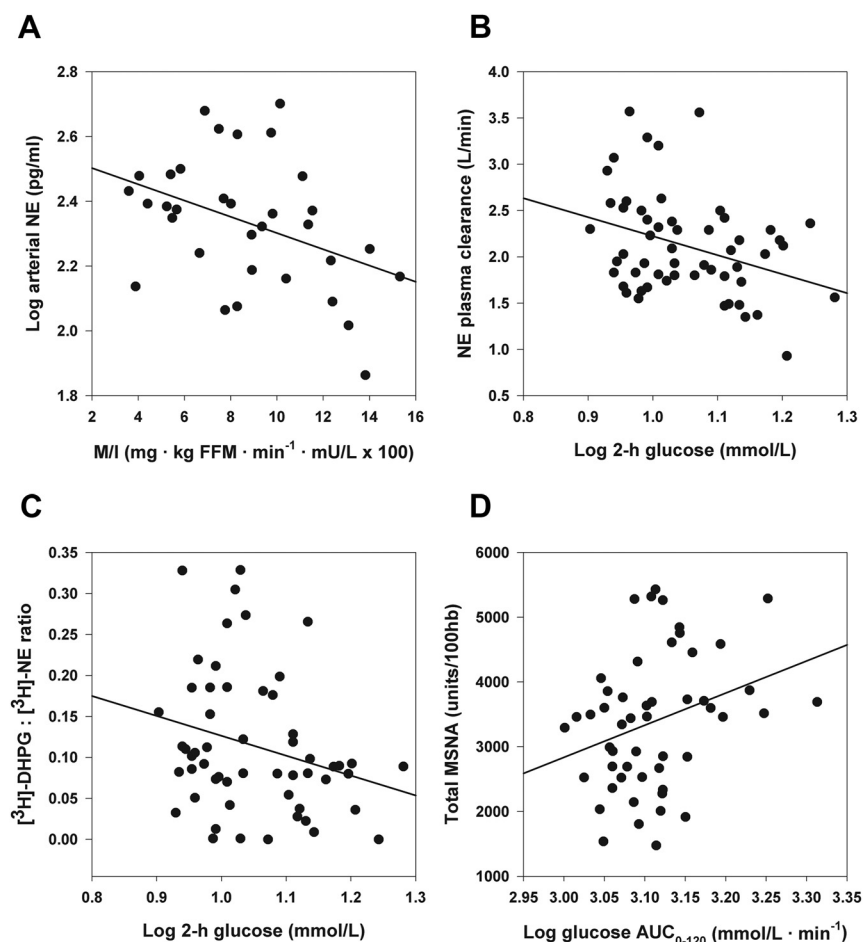 A
2.8
2.6
2.4
2.2
2.0
1.8
Log arterial NE (pg/ml)
2 4 6 8 10 12 14 16
M/I (mg · kg FFM · min⁻¹ · mU/L x 100)
B
4.0
3.5
3.0
2.5
2.0
1.5
1.0
0.5
NE plasma clearance (L/min)
0.8 0.9 1.0 1.1 1.2 1.3
Log 2-h glucose (mmol/L)
C
0.35
0.30
0.25
0.20
0.15
0.10
0.05
0.00
[³H]-DHPG : [³H]-NE ratio
0.8 0.9 1.0 1.1 1.2 1.3
Log 2-h glucose (mmol/L)
D
6000
5000
4000
3000
2000
1000
Total MSNA (units/100hb)
2.95 3.00 3.05 3.10 3.15 3.20 3.25 3.30 3.35
Log glucose AUC₀₋₁₂₀ (mmol/L · min⁻¹)